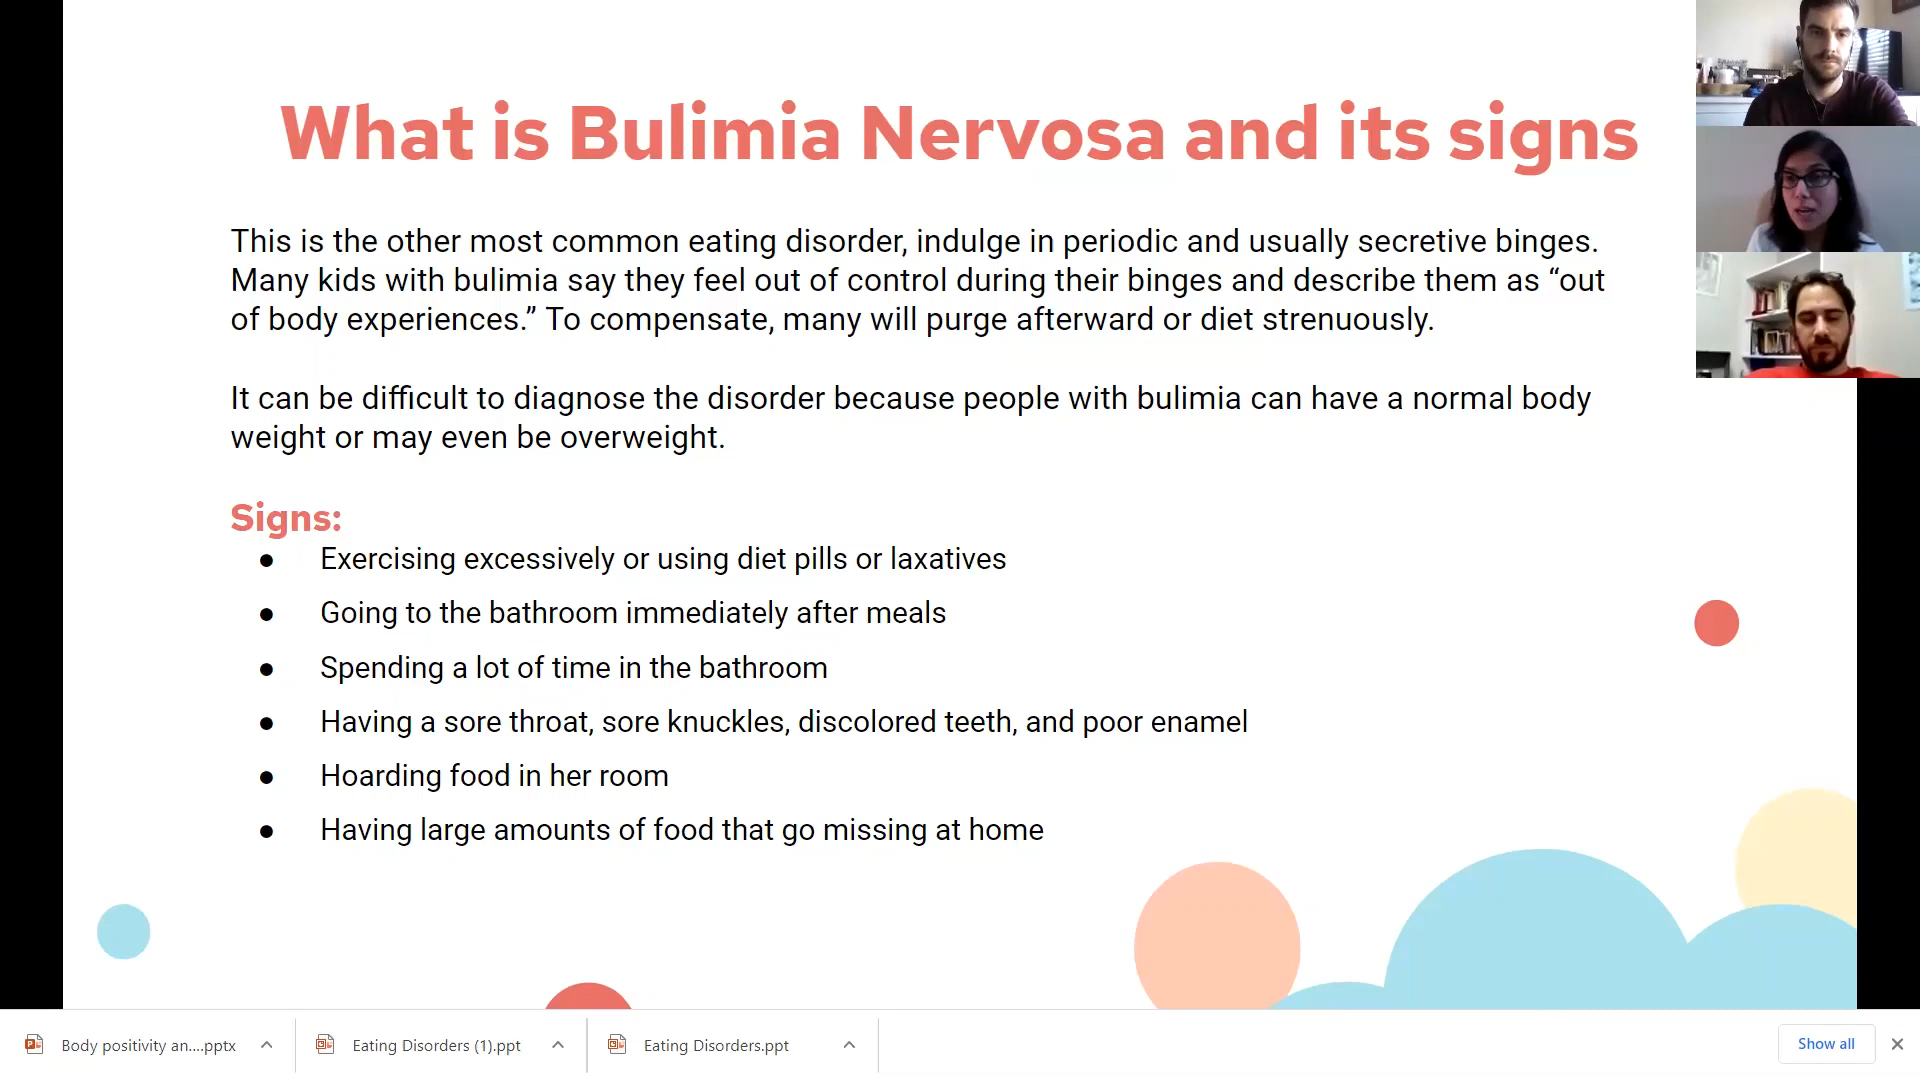 What is Bulimia Nervosa and its signs
This is the other most common eating disorder, indulge in periodic and usually secretive binges.
Many kids with bulimia say they feel out of control during their binges and describe them as “out
of body experiences.” To compensate, many will purge afterward or diet strenuously.
It can be difficult to diagnose the disorder because people with bulimia can have a normal body
weight or may even be overweight.
Signs:
● Exercising excessively or using diet pills or laxatives
● Going to the bathroom immediately after meals
● Spending a lot of time in the bathroom
● Having a sore throat, sore knuckles, discolored teeth, and poor enamel
● Hoarding food in her room
● Having large amounts of food that go missing at home
Body positivity an....pptx
Eating Disorders (1).ppt
Eating Disorders.ppt
Show all